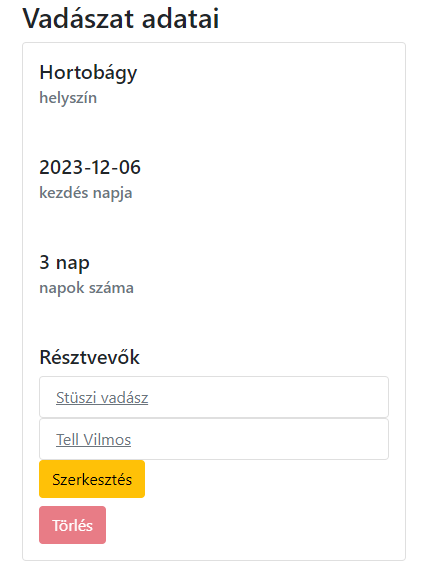 Vadászat adatai
Hortobágy
helyszín
2023-12-06
kezdés napja
3 nap
napok száma
Résztvevők
Stüszi vadász
Tell Vilmos
Szerkesztés
Törlés